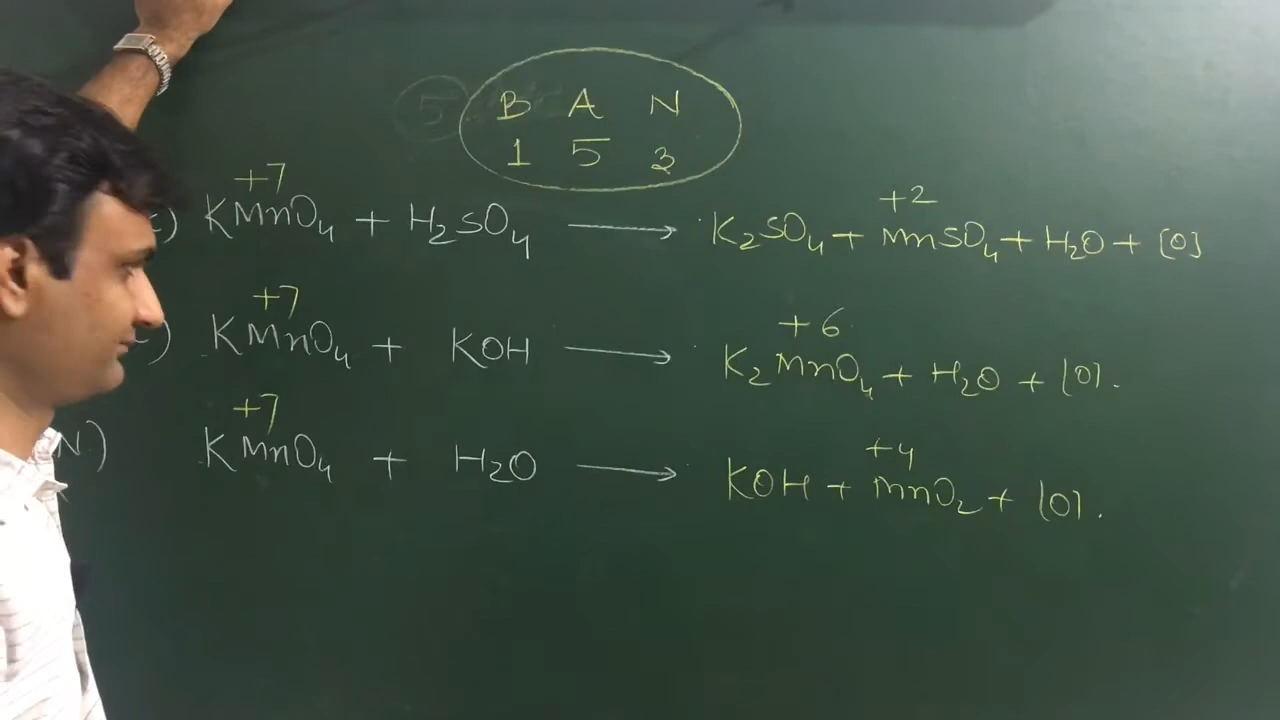 B A N
1 5 3
+7 +2
KMnO4 + H2SO4 ⟶ K2SO4 + MnSO4 + H2O + [O]
+7 +6
KMnO4 + KOH ⟶ K2MnO4 + H2O + [O].
+7 +4
N) KMnO4 + H2O ⟶ KOH + MnO2 + [O].